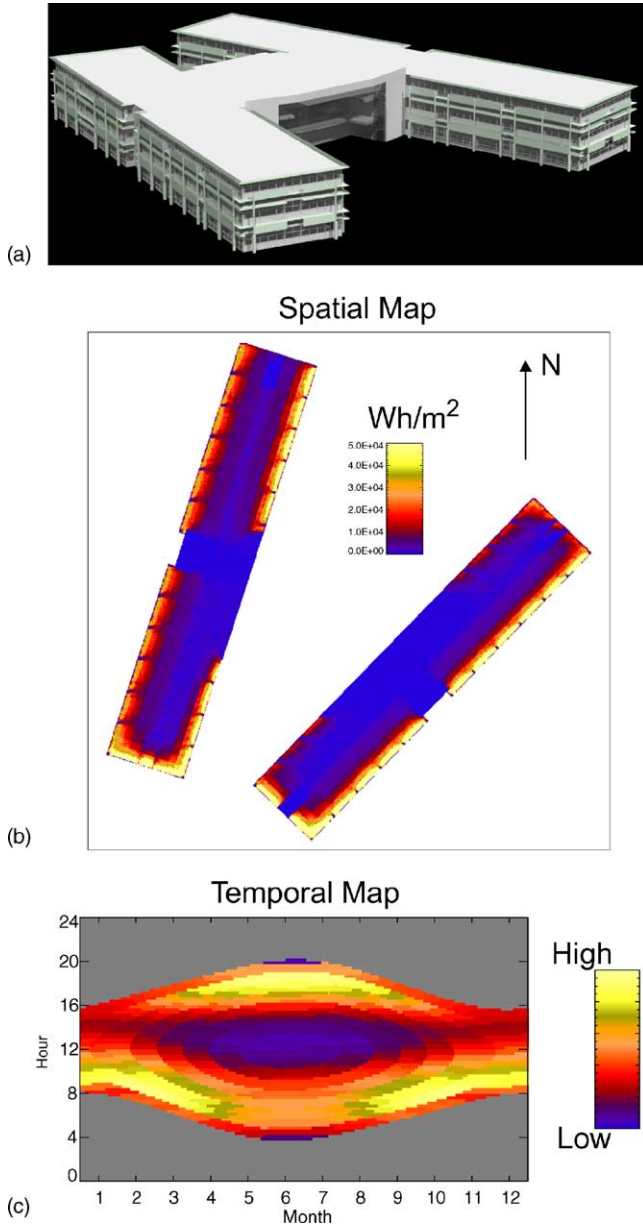 (a)
Spatial Map
N
Wh/m²
5.0E+04
4.0E+04
3.0E+04
2.0E+04
1.0E+04
0.0E+00
(b)
Temporal Map
24
20
16
12
8
4
0
Hour
1 2 3 4 5 6 7 8 9 10 11 12
Month
High
Low
(c)